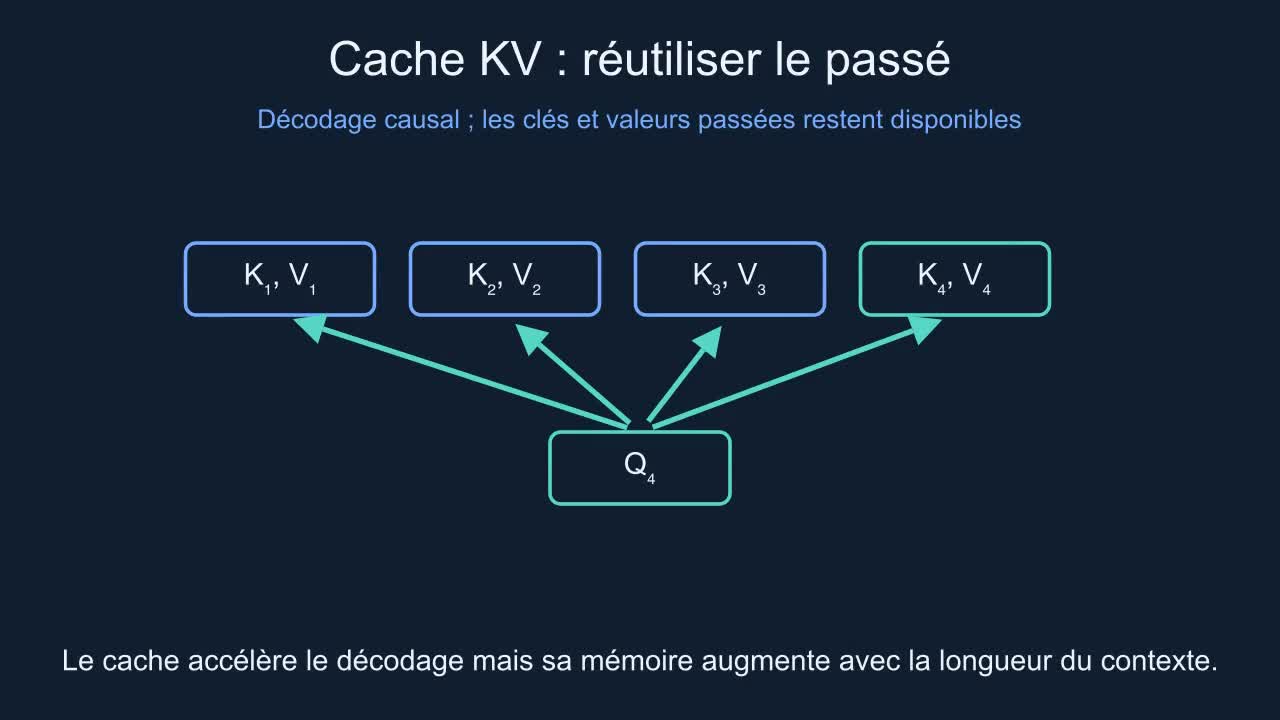 Cache KV : réutiliser le passé
Décodage causal ; les clés et valeurs passées restent disponibles
K₁, V₁
K₂, V₂
K₃, V₃
K₄, V₄
Q₄
Le cache accélère le décodage mais sa mémoire augmente avec la longueur du contexte.